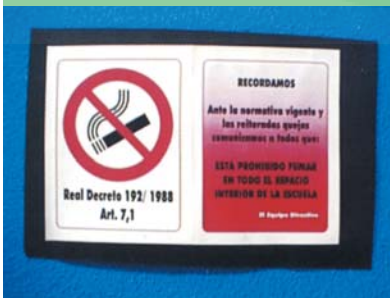 Real Decreto 192/ 1988
Art. 7,1
RECORDAMOS
Ante la normativa vigente y
las reiteradas quejas
comunicamos a todos que:
ESTÁ PROHIBIDO FUMAR
EN TODO EL ESPACIO
INTERIOR DE LA ESCUELA
El Equipo Directivo